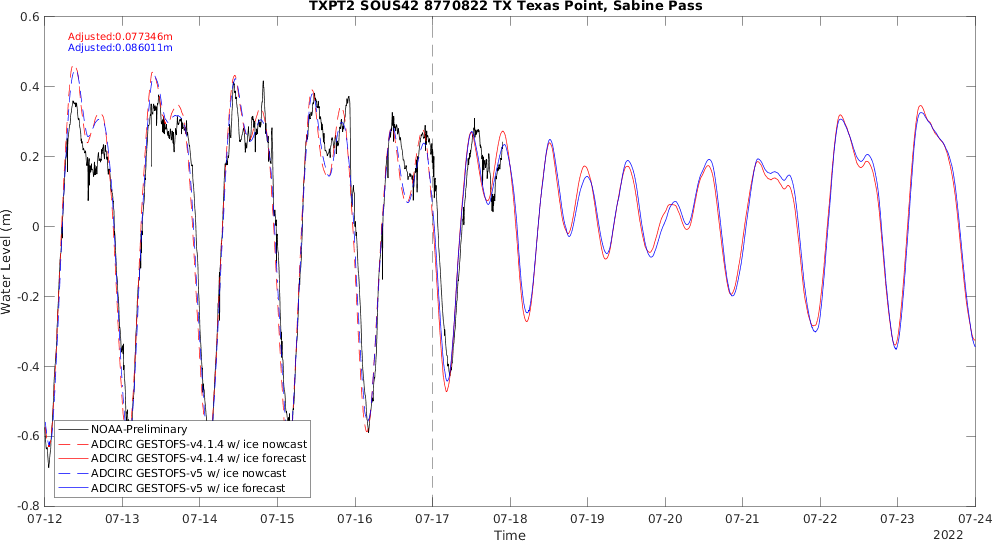 TXPT2 SOUS42 8770822 TX Texas Point, Sabine Pass
Adjusted:0.077346m
Adjusted:0.086011m
Water Level (m)
0.6
0.4
0.2
0
-0.2
-0.4
-0.6
-0.8
NOAA-Preliminary
ADCIRC GESTOFS-v4.1.4 w/ ice nowcast
ADCIRC GESTOFS-v4.1.4 w/ ice forecast
ADCIRC GESTOFS-v5 w/ ice nowcast
ADCIRC GESTOFS-v5 w/ ice forecast
07-12 07-13 07-14 07-15 07-16 07-17 07-18 07-19 07-20 07-21 07-22 07-23 07-24
Time
2022